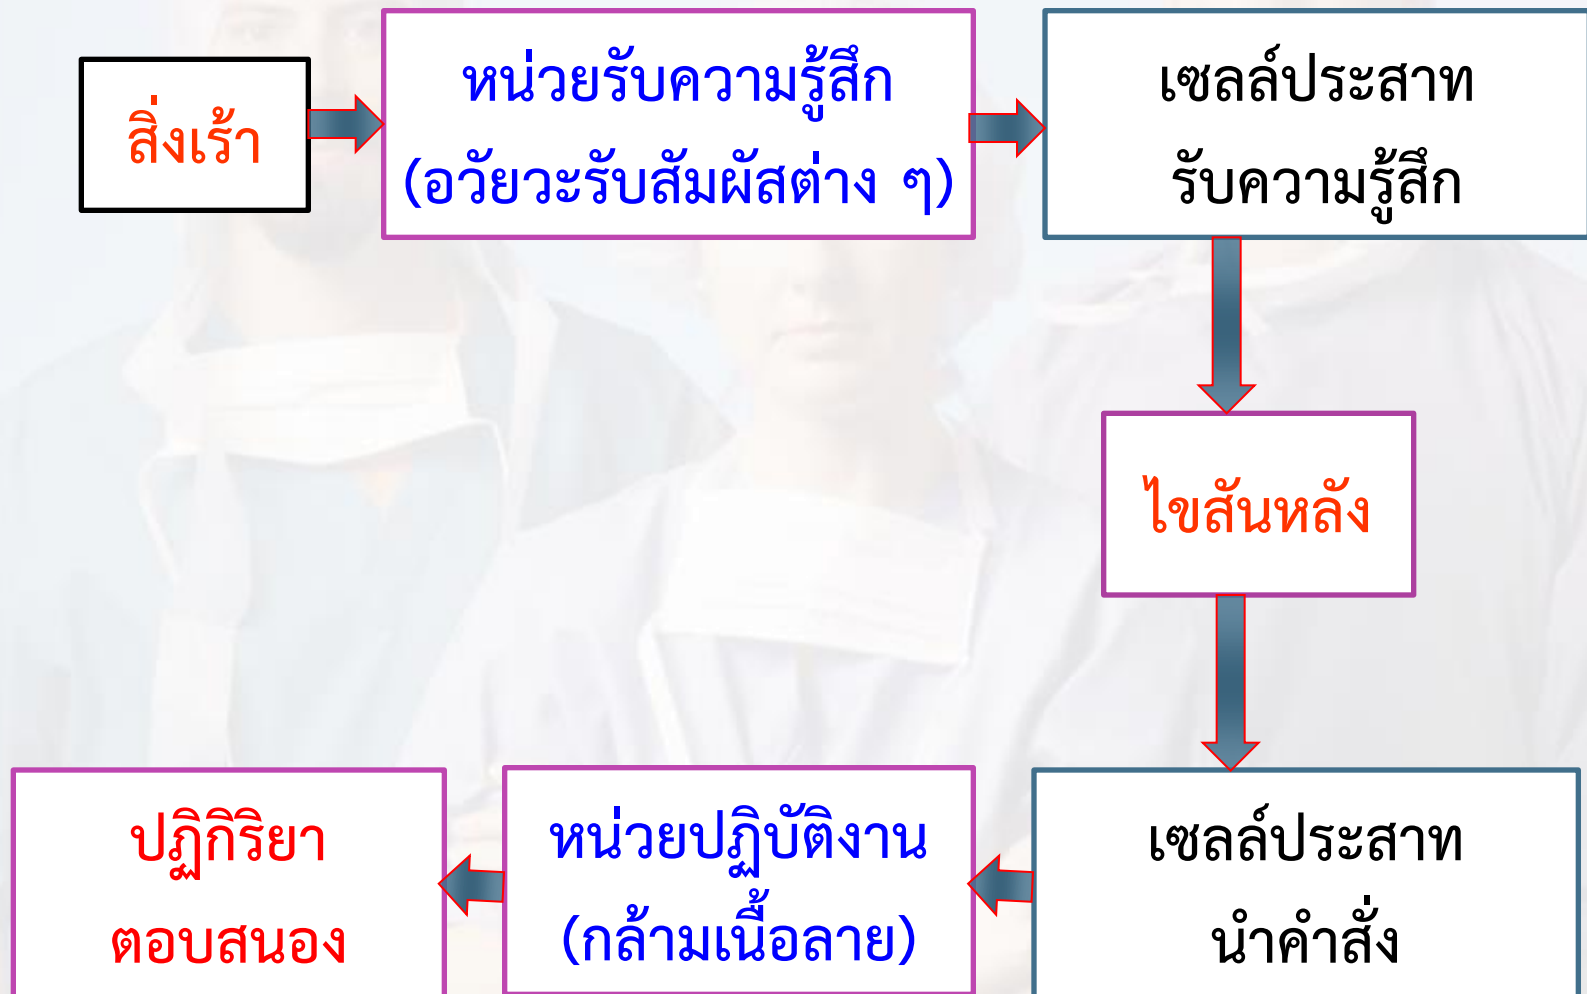 สิ่งเร้า
หน่วยรับความรู้สึก
(อวัยวะรับสัมผัสต่าง ๆ)
เซลล์ประสาท
รับความรู้สึก
ไขสันหลัง
เซลล์ประสาท
นำคำสั่ง
หน่วยปฏิบัติงาน
(กล้ามเนื้อลาย)
ปฏิกิริยา
ตอบสนอง